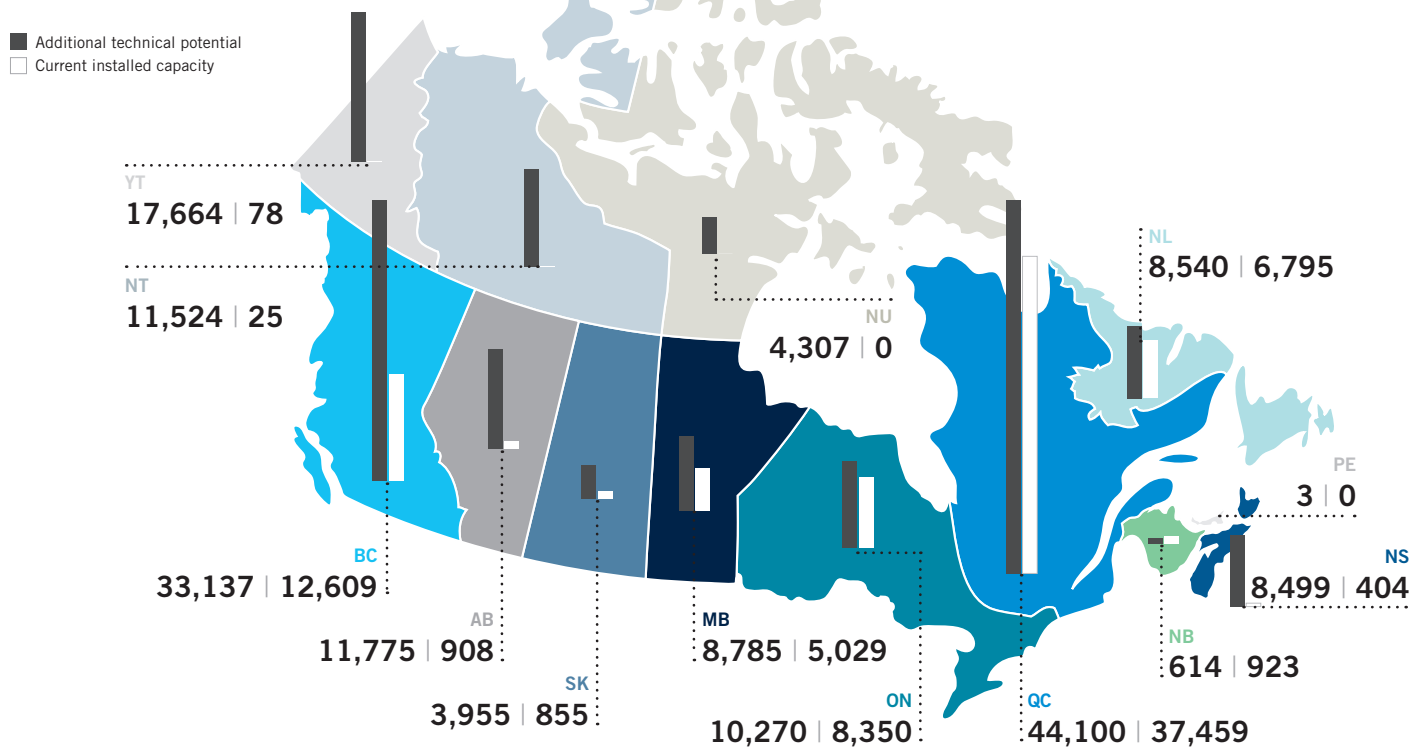 Additional technical potential
Current installed capacity
YT
17,664 | 78
NT
11,524 | 25
NU
4,307 | 0
NL
8,540 | 6,795
PE
3 | 0
NS
8,499 | 404
BC
33,137 | 12,609
AB
11,775 | 908
SK
3,955 | 855
MB
8,785 | 5,029
ON
10,270 | 8,350
QC
44,100 | 37,459
NB
614 | 923